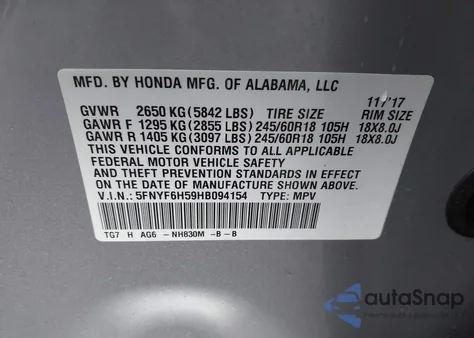 MFD. BY HONDA MFG. OF ALABAMA, LLC
11/'17
GVWR 2650 KG (5842 LBS) TIRE SIZE RIM SIZE
GAWR F 1295 KG (2855 LBS) 245/60R18 105H 18X8.0J
GAWR R 1405 KG (3097 LBS) 245/60R18 105H 18X8.0J
THIS VEHICLE CONFORMS TO ALL APPLICABLE
FEDERAL MOTOR VEHICLE SAFETY
AND THEFT PREVENTION STANDARDS IN EFFECT
ON THE DATE OF MANUFACTURE SHOWN ABOVE.
V.I.N.: 5FNYF6H59HB094154 TYPE: MPV
TG7 H AG6 -NH830M -B -B
autoSnap